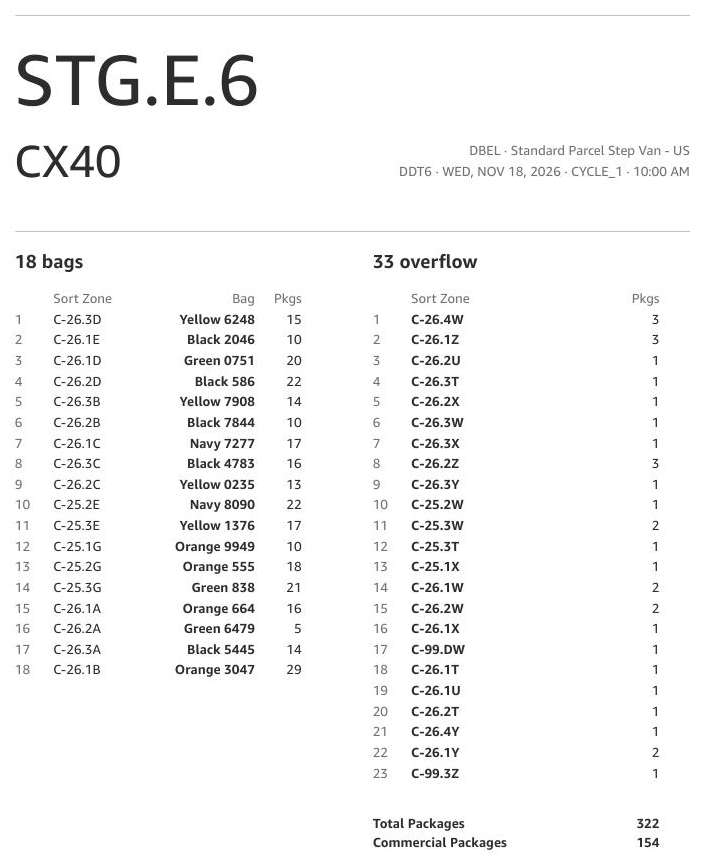 STG.E.6
CX40
DBEL · Standard Parcel Step Van - US
DDT6 · WED, NOV 18, 2026 · CYCLE_1 · 10:00 AM
18 bags
Sort Zone Bag Pkgs
1 C-26.3D Yellow 6248 15
2 C-26.1E Black 2046 10
3 C-26.1D Green 0751 20
4 C-26.2D Black 586 22
5 C-26.3B Yellow 7908 14
6 C-26.2B Black 7844 10
7 C-26.1C Navy 7277 17
8 C-26.3C Black 4783 16
9 C-26.2C Yellow 0235 13
10 C-25.2E Navy 8090 22
11 C-25.3E Yellow 1376 17
12 C-25.1G Orange 9949 10
13 C-25.2G Orange 555 18
14 C-25.3G Green 838 21
15 C-26.1A Orange 664 16
16 C-26.2A Green 6479 5
17 C-26.3A Black 5445 14
18 C-26.1B Orange 3047 29
33 overflow
Sort Zone Pkgs
1 C-26.4W 3
2 C-26.1Z 3
3 C-26.2U 1
4 C-26.3T 1
5 C-26.2X 1
6 C-26.3W 1
7 C-26.3X 1
8 C-26.2Z 3
9 C-26.3Y 1
10 C-25.2W 1
11 C-25.3W 2
12 C-25.3T 1
13 C-25.1X 1
14 C-26.1W 2
15 C-26.2W 2
16 C-26.1X 1
17 C-99.DW 1
18 C-26.1T 1
19 C-26.1U 1
20 C-26.2T 1
21 C-26.4Y 1
22 C-26.1Y 2
23 C-99.3Z 1
Total Packages 322
Commercial Packages 154